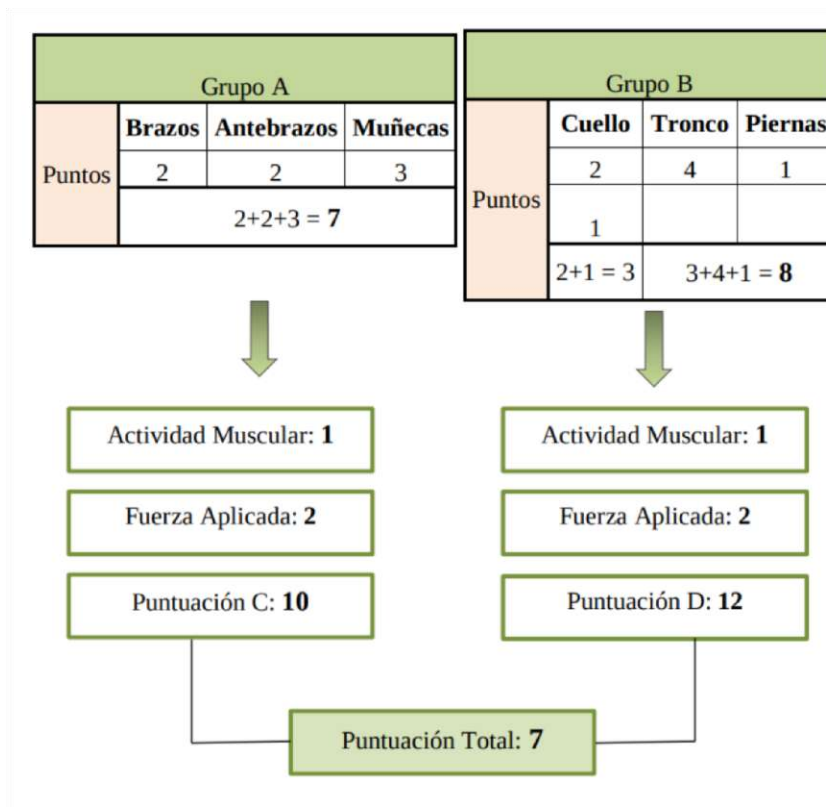 Grupo A
Brazos Antebrazos Muñecas
Puntos 2 2 3
2+2+3 = 7
Grupo B
Cuello Tronco Piernas
2 4 1
Puntos
1
2+1 = 3 3+4+1 = 8
Actividad Muscular: 1
Fuerza Aplicada: 2
Puntuación C: 10
Actividad Muscular: 1
Fuerza Aplicada: 2
Puntuación D: 12
Puntuación Total: 7